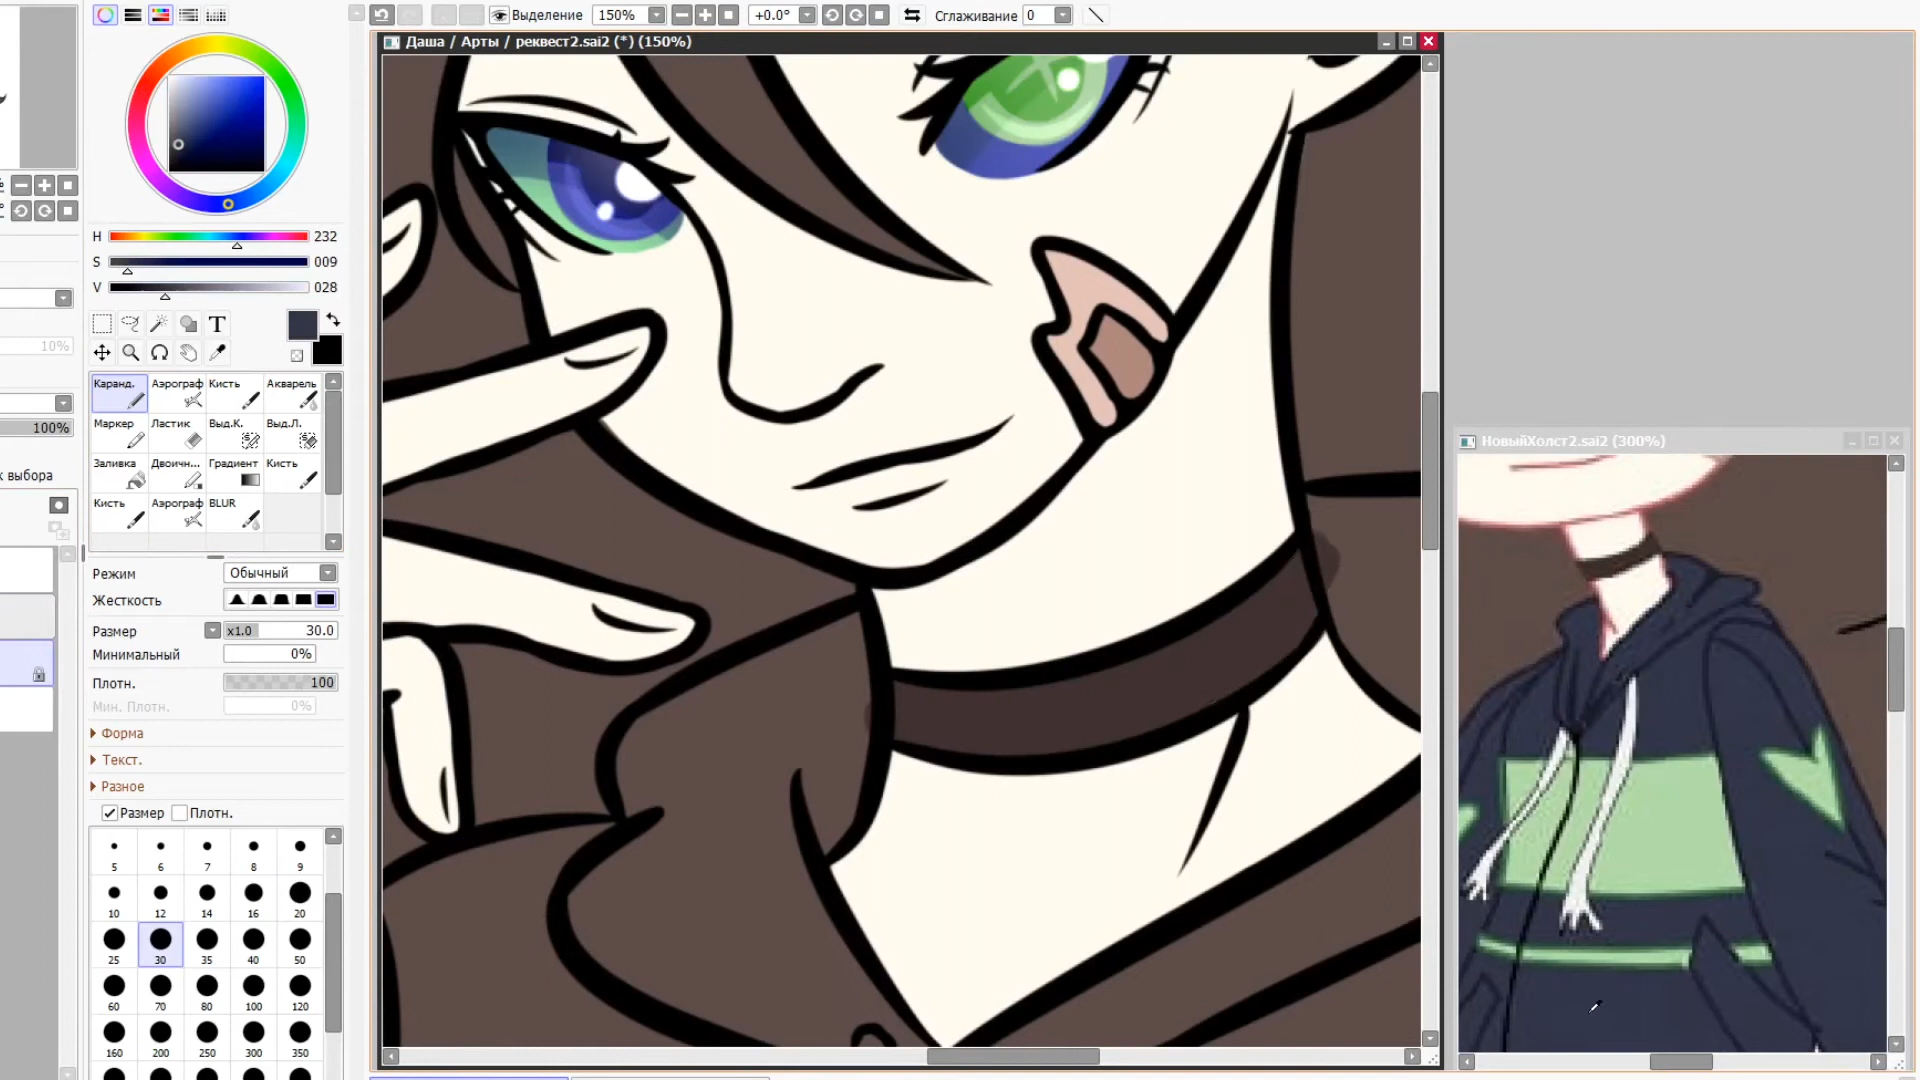 Выделение 150% +0.0° Сглаживание 0
Даша / Арты / реквест2.sai2 (*) (150%)
H 232
S 009
V 028
T
10%
100%
к выбора
Каранд. Аэрограф Кисть Акварель
Маркер Ластик Выд.К. Выд.Л.
Заливка Двоичн... Градиент Кисть
Кисть Аэрограф BLUR
Режим Обычный
Жесткость
Размер x1.0 30.0
Минимальный 0%
Плотн. 100
Мин. Плотн. 0%
Форма
Текст.
Разное
Размер Плотн.
5 6 7 8 9
10 12 14 16 20
25 30 35 40 50
60 70 80 100 120
160 200 250 300 350
НовыйХолст2.sai2 (300%)